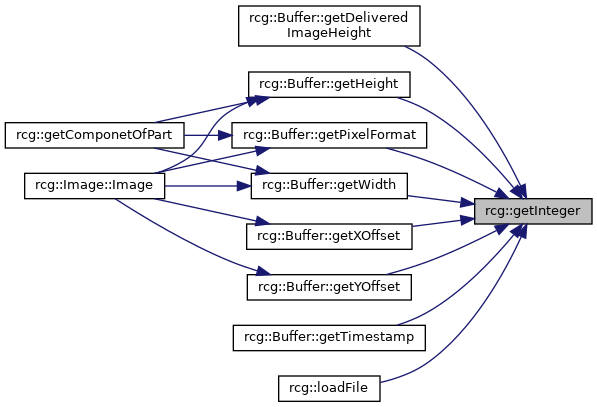 rcg::Buffer::getDelivered
ImageHeight
rcg::Buffer::getHeight
rcg::getComponetOfPart
rcg::Buffer::getPixelFormat
rcg::Image::Image
rcg::Buffer::getWidth
rcg::getInteger
rcg::Buffer::getXOffset
rcg::Buffer::getYOffset
rcg::Buffer::getTimestamp
rcg::loadFile